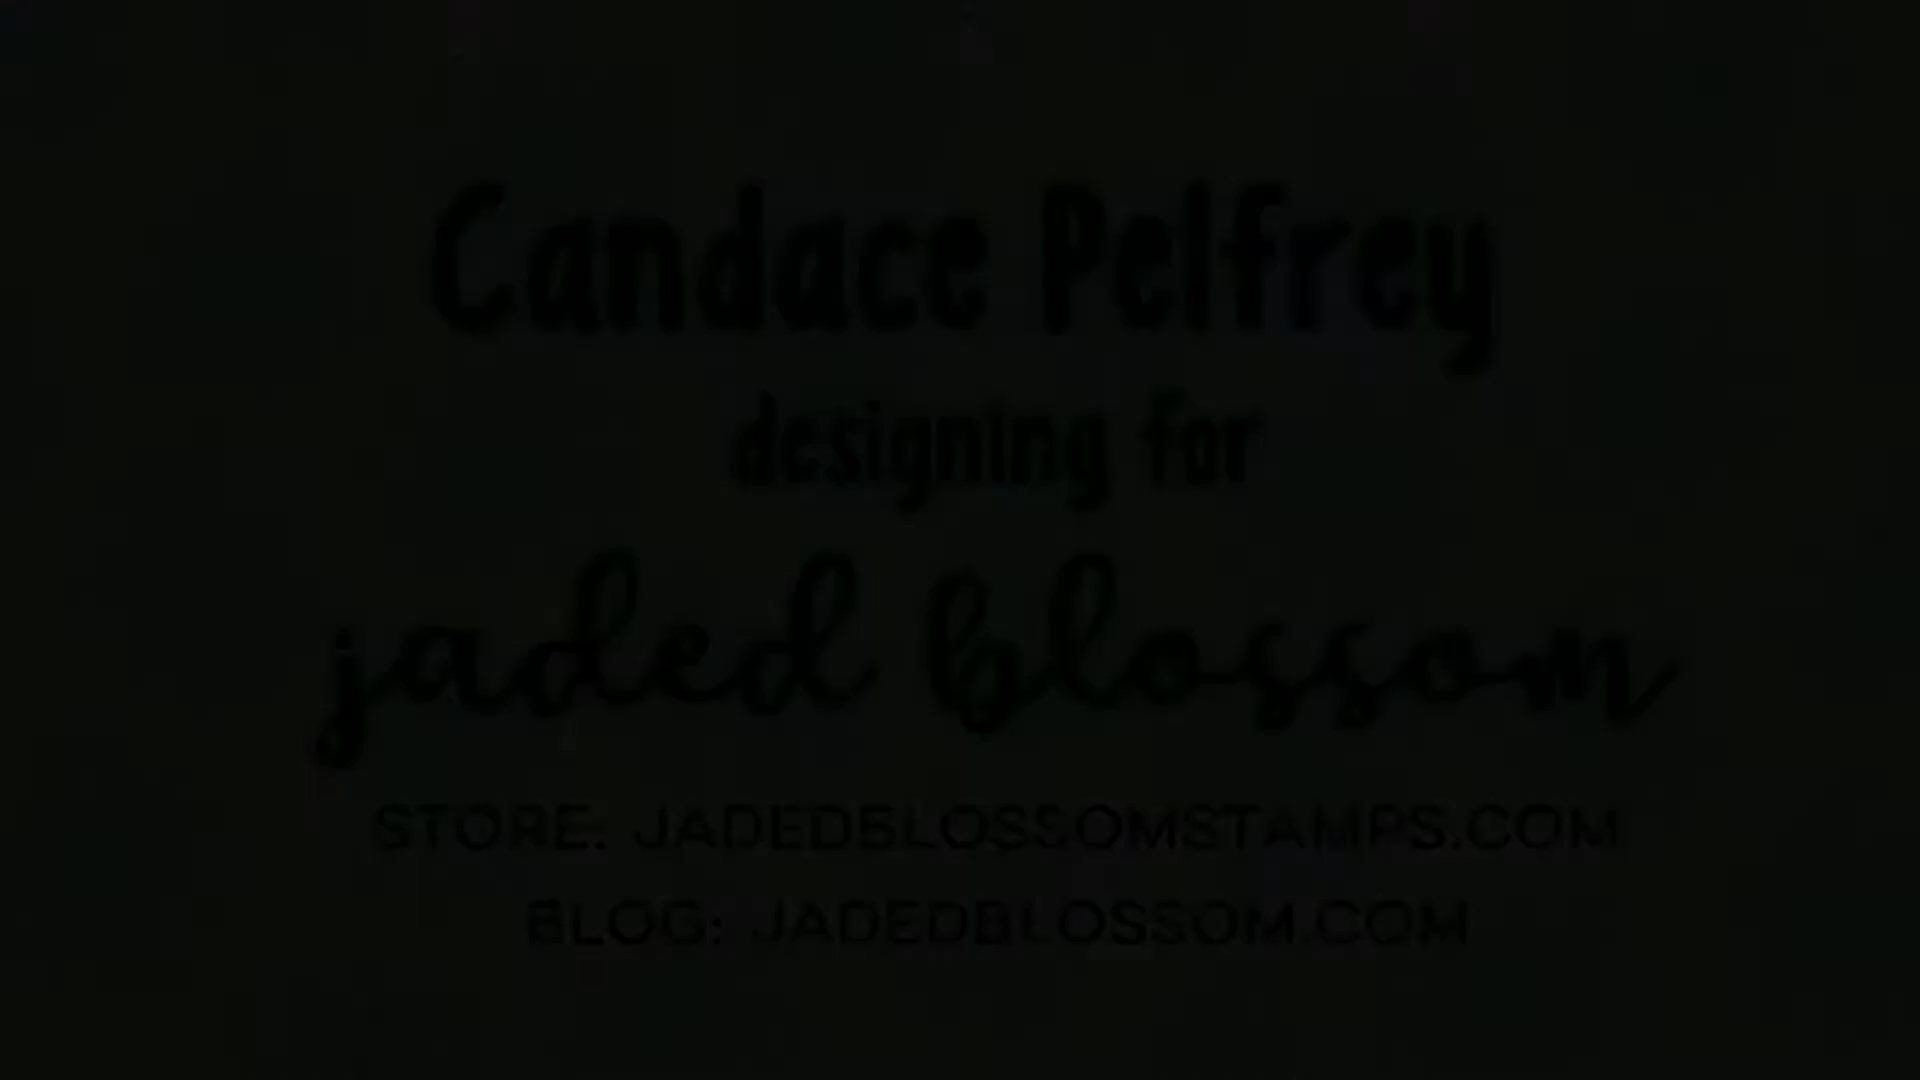 Candace Pelfrey
designing for
jaded blossom
STORE: JADEDBLOSSOMSTAMPS.COM
BLOG: JADEDBLOSSOM.COM